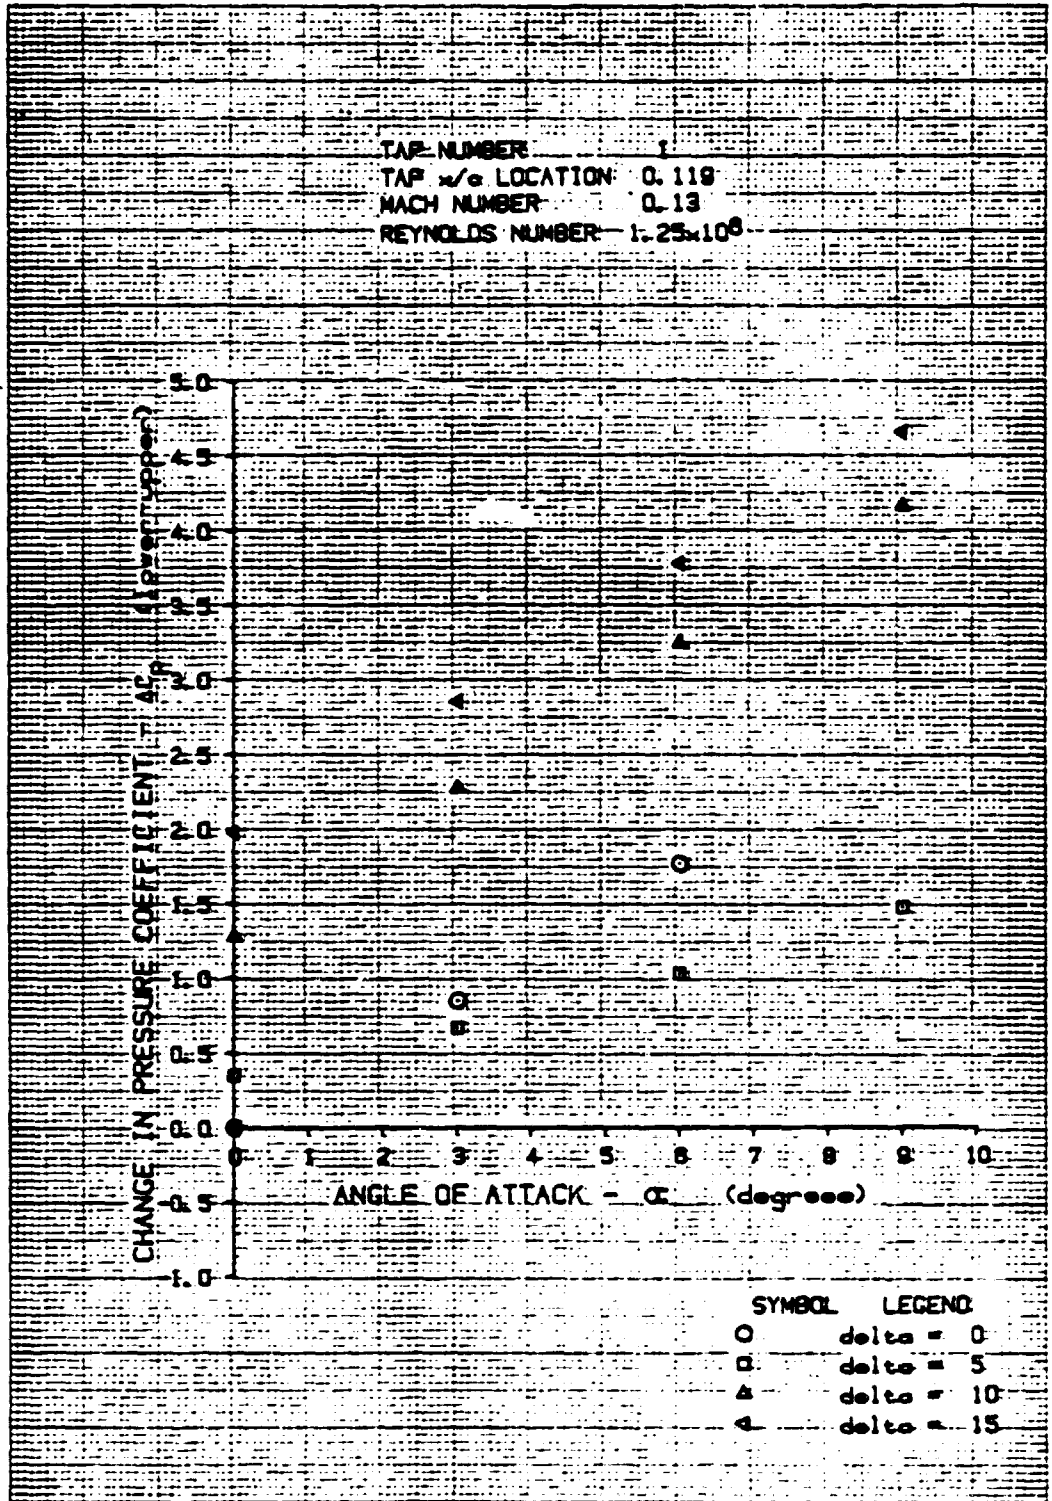 TAP NUMBER 1
TAP x/c LOCATION 0.119
MACH NUMBER 0.13
REYNOLDS NUMBER 1.25x10⁶
CHANGE IN PRESSURE COEFFICIENT - ΔCp (lower-upper)
5.0
4.5
4.0
3.5
3.0
2.5
2.0
1.5
1.0
0.5
0.0
-0.5
-1.0
0 1 2 3 4 5 6 7 8 9 10
ANGLE OF ATTACK - α (degrees)
SYMBOL LEGEND
delta = 0
delta = 5
delta = 10
delta = 15